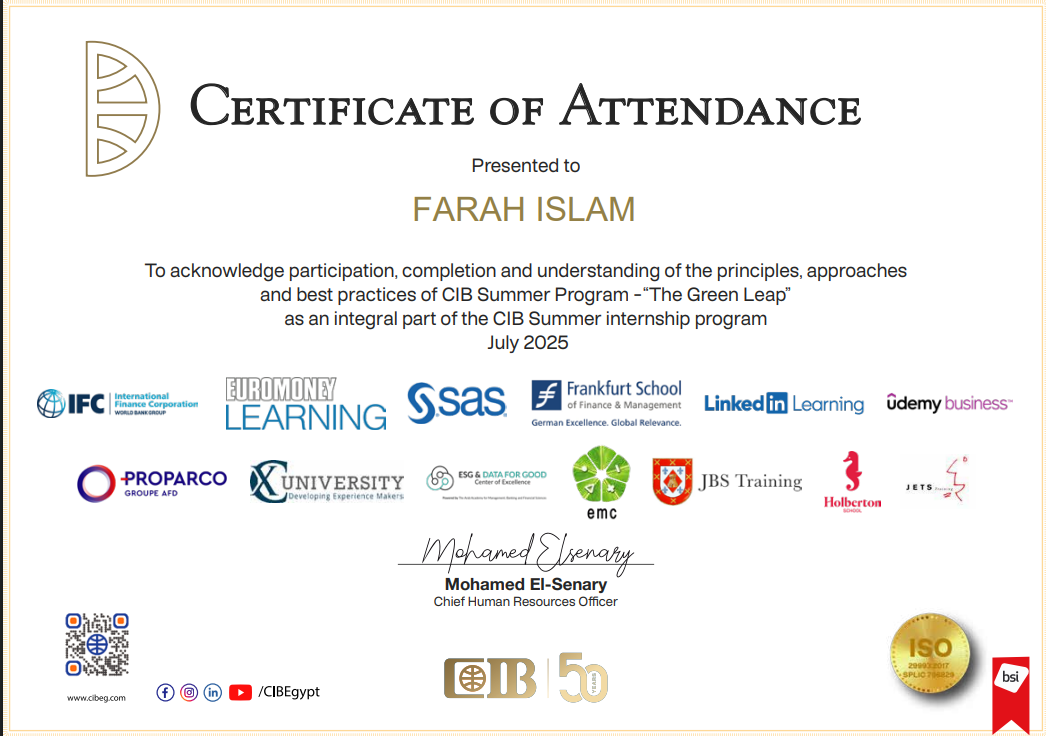 CERTIFICATE OF ATTENDANCE
Presented to
FARAH ISLAM
To acknowledge participation, completion and understanding of the principles, approaches
and best practices of CIB Summer Program -“The Green Leap”
as an integral part of the CIB Summer internship program
July 2025
IFC International
Finance Corporation
WORLD BANK GROUP
EUROMONEY
LEARNING
sas
Frankfurt School
of Finance & Management
German Excellence. Global Relevance.
Linked in Learning
ûdemy business™
PROPARCO
GROUPE AFD
CX UNIVERSITY
Developing Experience Makers
ESG & DATA FOR GOOD
Center of Excellence
emc
JBS Training
Holberton
SCHOOL
JETS
Mohamed Elsenary
Mohamed El-Senary
Chief Human Resources Officer
www.cibeg.com
/CIBEgypt
CIB
50
YEARS
ISO
bsi